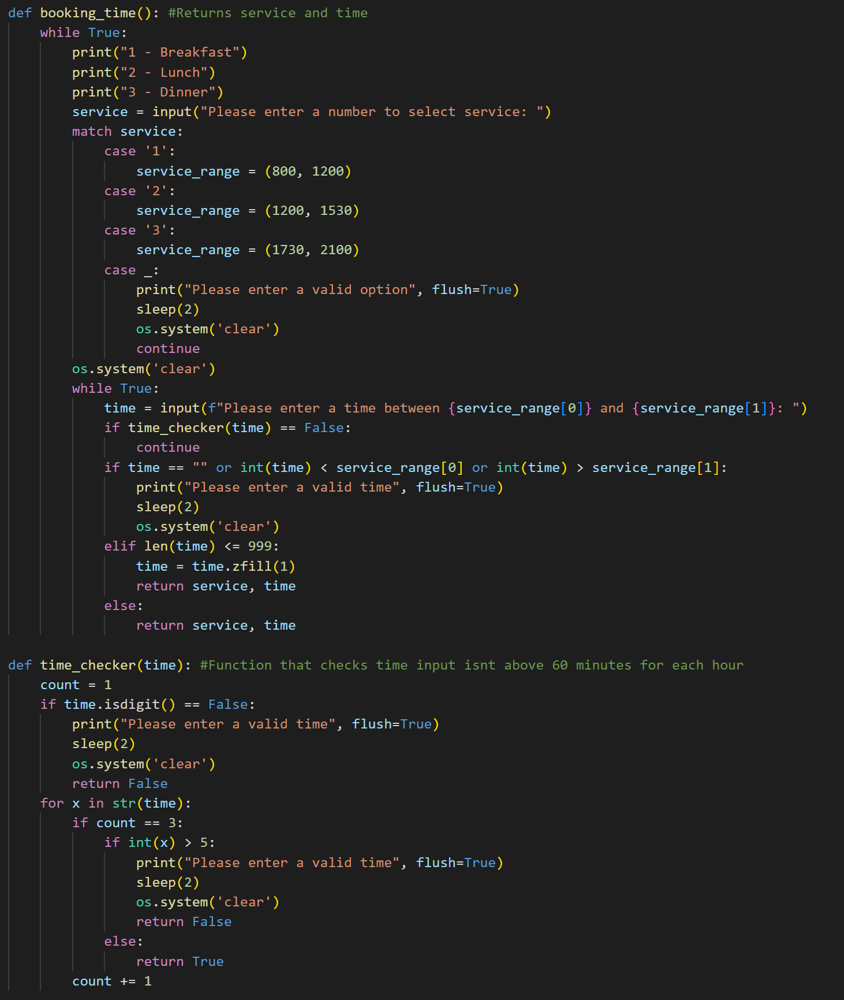 def booking_time(): #Returns service and time
    while True:
        print("1 - Breakfast")
        print("2 - Lunch")
        print("3 - Dinner")
        service = input("Please enter a number to select service: ")
        match service:
            case '1':
                service_range = (800, 1200)
            case '2':
                service_range = (1200, 1530)
            case '3':
                service_range = (1730, 2100)
            case _:
                print("Please enter a valid option", flush=True)
                sleep(2)
                os.system('clear')
                continue
        os.system('clear')
        while True:
            time = input(f"Please enter a time between {service_range[0]} and {service_range[1]}: ")
            if time_checker(time) == False:
                continue
            if time == "" or int(time) < service_range[0] or int(time) > service_range[1]:
                print("Please enter a valid time", flush=True)
                sleep(2)
                os.system('clear')
            elif len(time) <= 999:
                time = time.zfill(1)
                return service, time
            else:
                return service, time

def time_checker(time): #Function that checks time input isnt above 60 minutes for each hour
    count = 1
    if time.isdigit() == False:
        print("Please enter a valid time", flush=True)
        sleep(2)
        os.system('clear')
        return False
    for x in str(time):
        if count == 3:
            if int(x) > 5:
                print("Please enter a valid time", flush=True)
                sleep(2)
                os.system('clear')
                return False
            else:
                return True
        count += 1